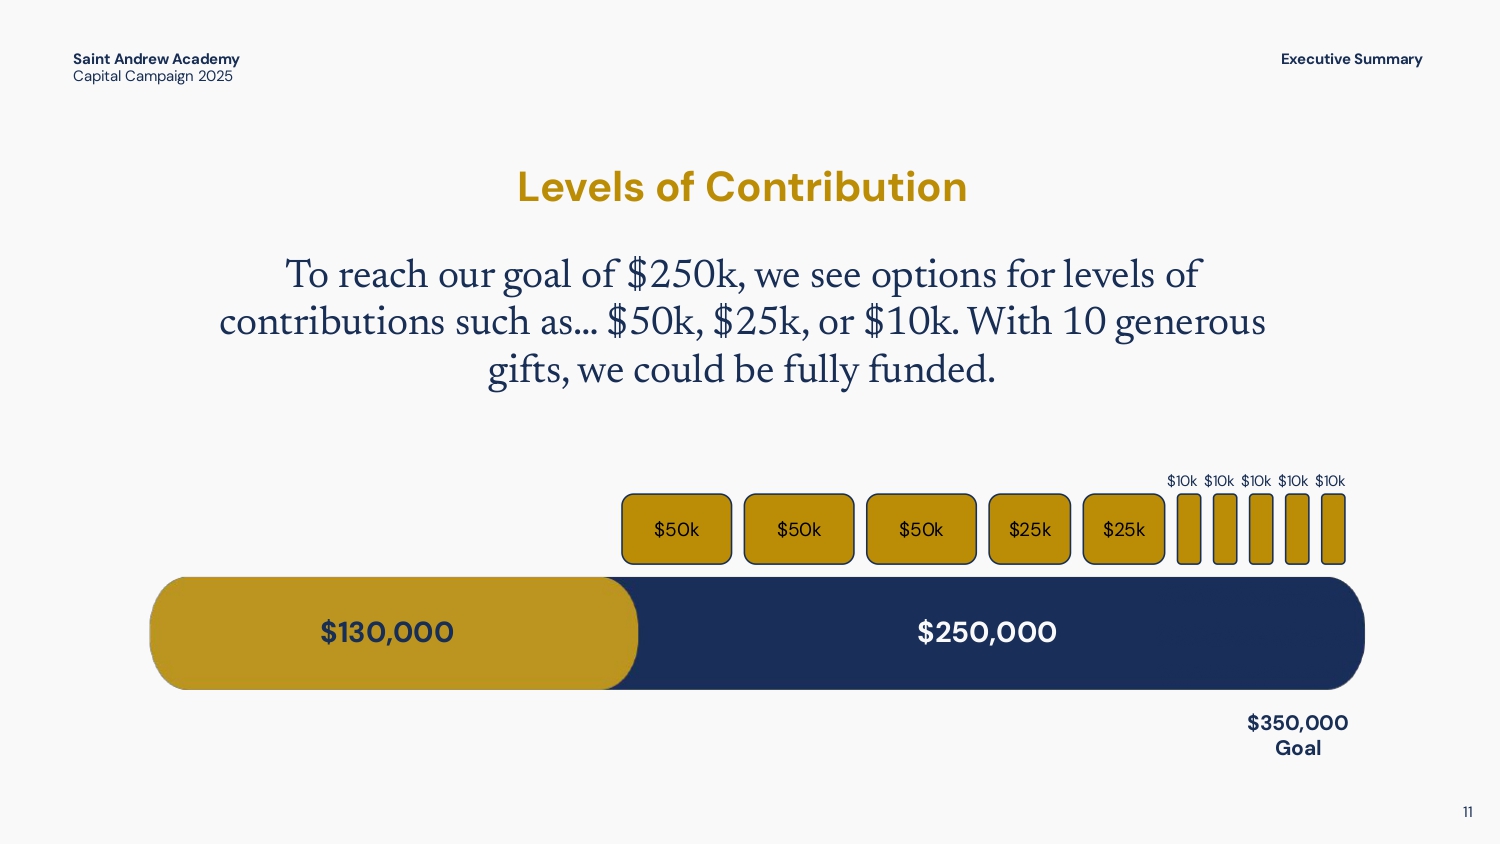 Saint Andrew Academy
Capital Campaign 2025
Executive Summary
Levels of Contribution
To reach our goal of $250k, we see options for levels of
contributions such as... $50k, $25k, or $10k. With 10 generous
gifts, we could be fully funded.
$10k $10k $10k $10k $10k
$50k $50k $50k $25k $25k
$130,000 $250,000
$350,000
Goal
11